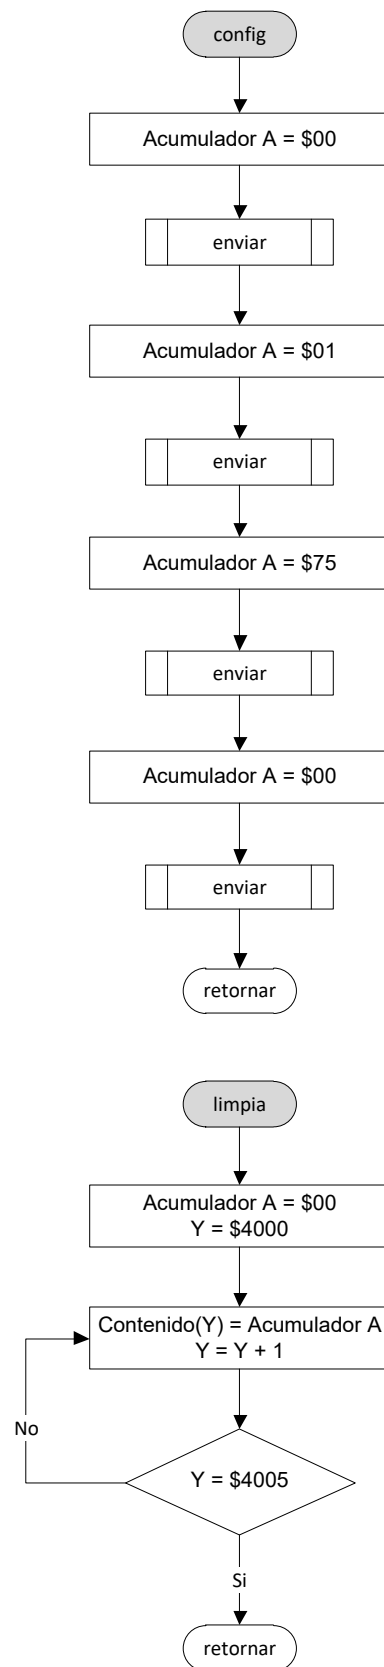 config
Acumulador A = $00
enviar
Acumulador A = $01
enviar
Acumulador A = $75
enviar
Acumulador A = $00
enviar
retornar
limpia
Acumulador A = $00
Y = $4000
Contenido(Y) = Acumulador A
Y = Y + 1
No
Y = $4005
Si
retornar